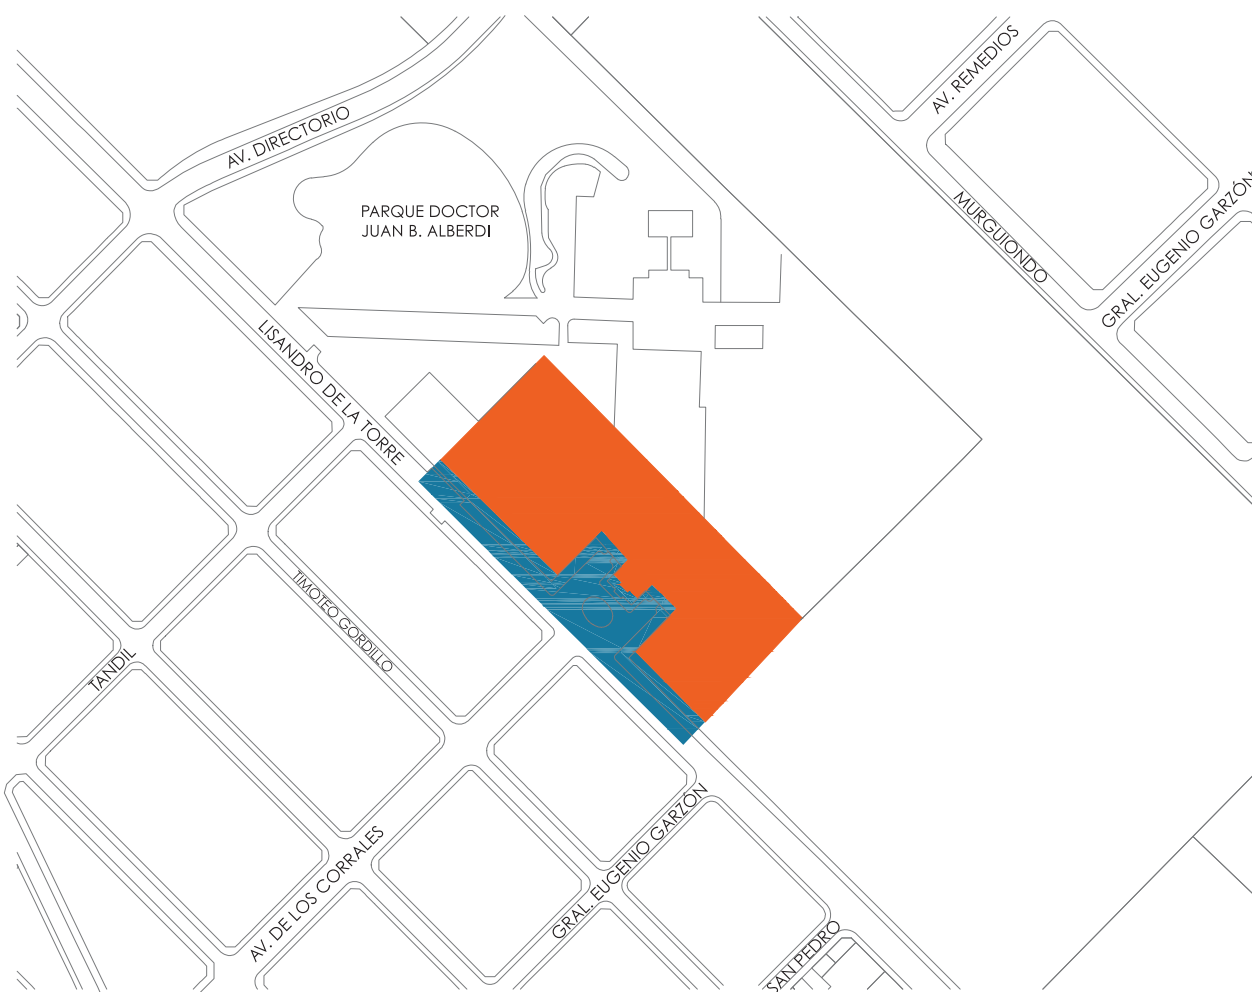 AV. REMEDIOS
AV. DIRECTORIO
PARQUE DOCTOR
JUAN B. ALBERDI
MURGUIONDO
GRAL. EUGENIO GARZÓN
LISANDRO DE LA TORRE
TIMOTEO GORDILLO
TANDIL
AV. DE LOS CORRALES
GRAL. EUGENIO GARZÓN
SAN PEDRO